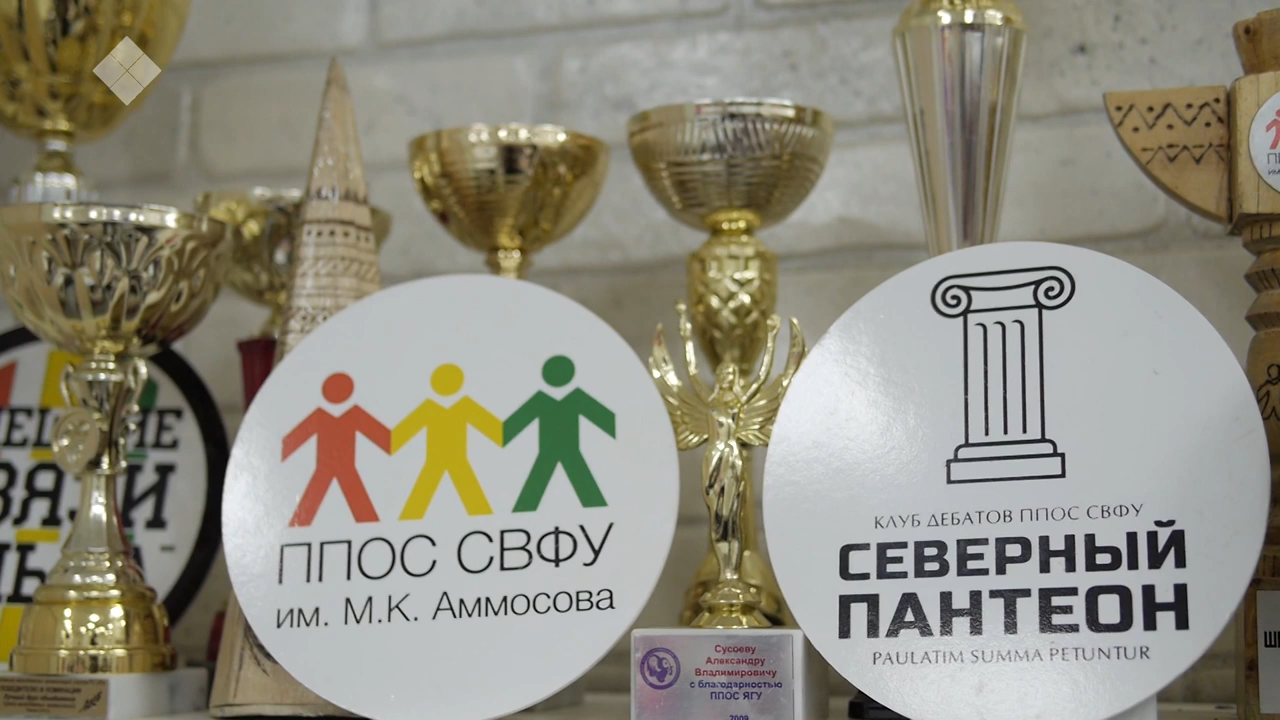 ППОС СВФУ
им. М.К. Аммосова
КЛУБ ДЕБАТОВ ППОС СВФУ
СЕВЕРНЫЙ
ПАНТЕОН
PAULATIM SUMMA PETUNTUR
Сусоеву
Александру
Владимировичу
с благодарностью
ППОС ЯГУ
2009